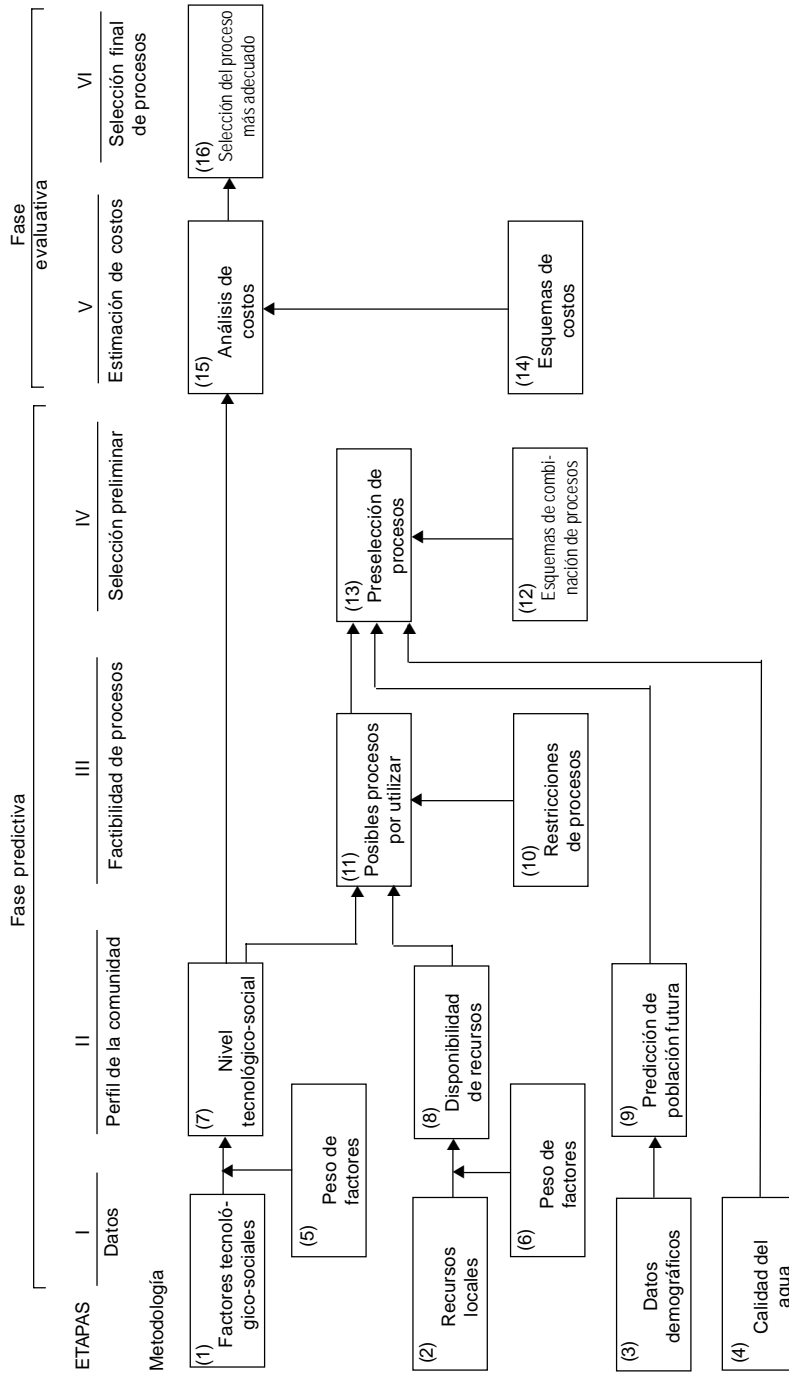 Fase predictiva
Fase
evaluativa
ETAPAS
I
II
III
IV
V
VI
Datos
Perfil de la comunidad
Factibilidad de procesos
Selección preliminar
Estimación de costos
Selección final
de procesos
Metodología
(1)
Factores tecnoló-
gico-sociales
(5)
Peso de
factores
(7)
Nivel
tecnológico-social
(15)
Análisis de
costos
(16)
Selección del proceso
más adecuado
(2)
Recursos
locales
(6)
Peso de
factores
(8)
Disponibilidad
de recursos
(11)
Posibles procesos
por utilizar
(10)
Restricciones
de procesos
(13)
Preselección de
procesos
(12)
Esquemas de combi-
nación de procesos
(14)
Esquemas de
costos
(3)
Datos
demográficos
(9)
Predicción de
población futura
(4)
Calidad del
agua